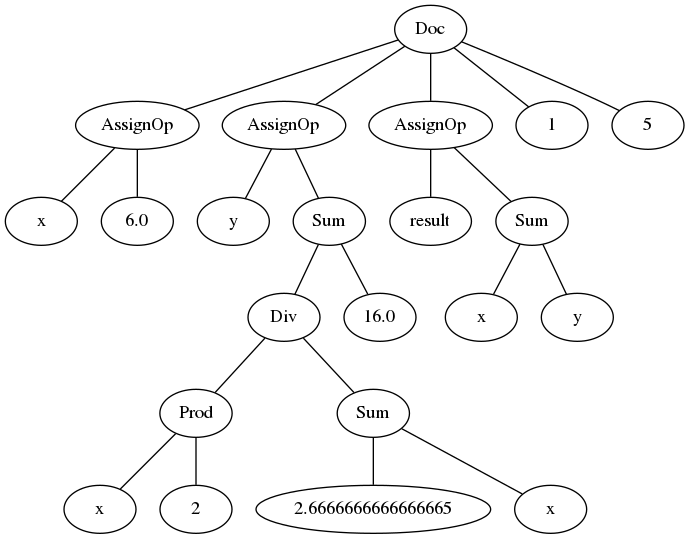 Doc
AssignOp AssignOp AssignOp 1 5
x 6.0 y Sum result Sum
Div 16.0 x y
Prod Sum
x 2 2.6666666666666665 x